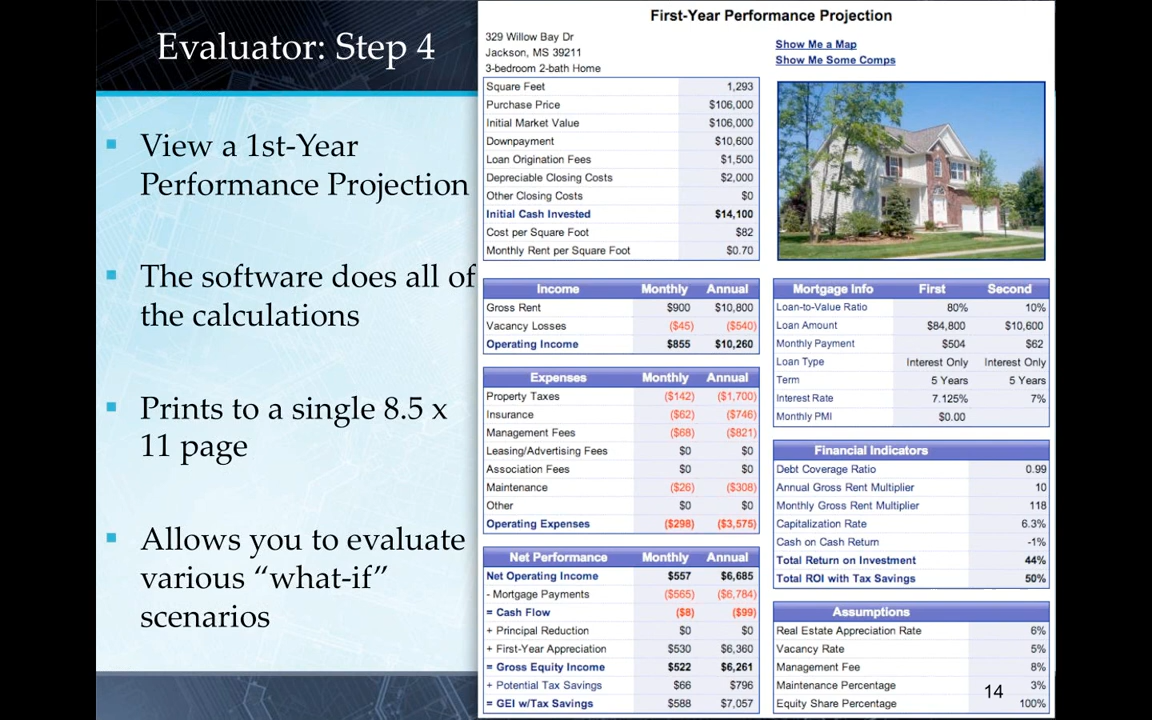 Evaluator: Step 4
▪ View a 1st-Year
Performance Projection
▪ The software does all of
the calculations
▪ Prints to a single 8.5 x
11 page
▪ Allows you to evaluate
various “what-if”
scenarios
First-Year Performance Projection
329 Willow Bay Dr
Jackson, MS 39211
3-bedroom 2-bath Home
Square Feet 1,293
Purchase Price $106,000
Initial Market Value $106,000
Downpayment $10,600
Loan Origination Fees $1,500
Depreciable Closing Costs $2,000
Other Closing Costs $0
Initial Cash Invested $14,100
Cost per Square Foot $82
Monthly Rent per Square Foot $0.70
Show Me a Map
Show Me Some Comps
Income Monthly Annual
Gross Rent $900 $10,800
Vacancy Losses ($45) ($540)
Operating Income $855 $10,260
Expenses Monthly Annual
Property Taxes ($142) ($1,700)
Insurance ($62) ($746)
Management Fees ($68) ($821)
Leasing/Advertising Fees $0 $0
Association Fees $0 $0
Maintenance ($26) ($308)
Other $0 $0
Operating Expenses ($298) ($3,575)
Net Performance Monthly Annual
Net Operating Income $557 $6,685
- Mortgage Payments ($565) ($6,784)
= Cash Flow ($8) ($99)
+ Principal Reduction $0 $0
+ First-Year Appreciation $530 $6,360
= Gross Equity Income $522 $6,261
+ Potential Tax Savings $66 $796
= GEI w/Tax Savings $588 $7,057
Mortgage Info First Second
Loan-to-Value Ratio 80% 10%
Loan Amount $84,800 $10,600
Monthly Payment $504 $62
Loan Type Interest Only Interest Only
Term 5 Years 5 Years
Interest Rate 7.125% 7%
Monthly PMI $0.00
Financial Indicators
Debt Coverage Ratio 0.99
Annual Gross Rent Multiplier 10
Monthly Gross Rent Multiplier 118
Capitalization Rate 6.3%
Cash on Cash Return -1%
Total Return on Investment 44%
Total ROI with Tax Savings 50%
Assumptions
Real Estate Appreciation Rate 6%
Vacancy Rate 5%
Management Fee 8%
Maintenance Percentage 3%
Equity Share Percentage 100%
14